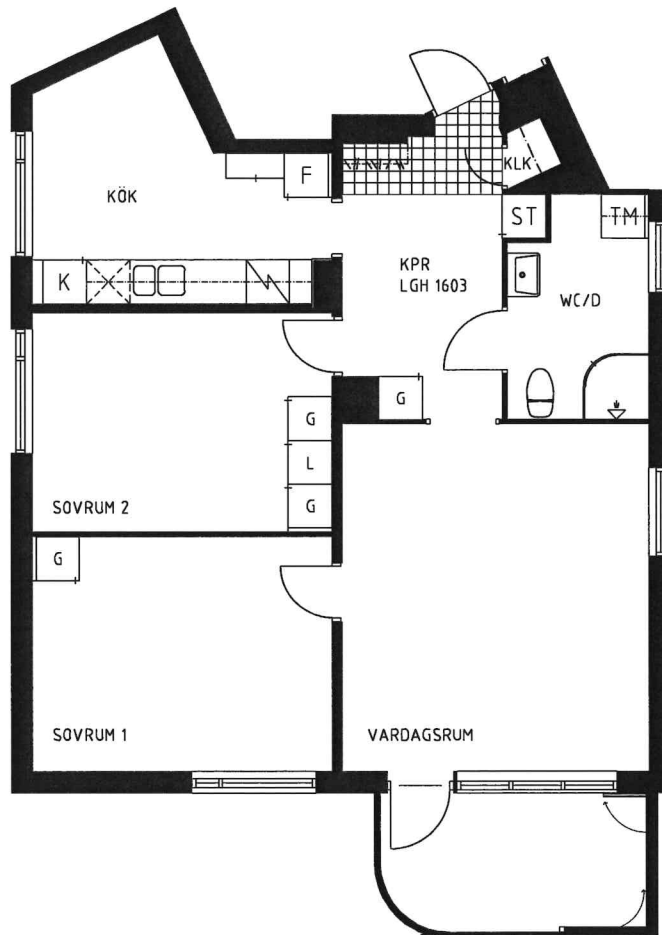 KLK
F
KÖK
ST
TM
K
KPR
LGH 1603
WC/D
G
G
L
G
SOVRUM 2
G
SOVRUM 1
VARDAGSRUM